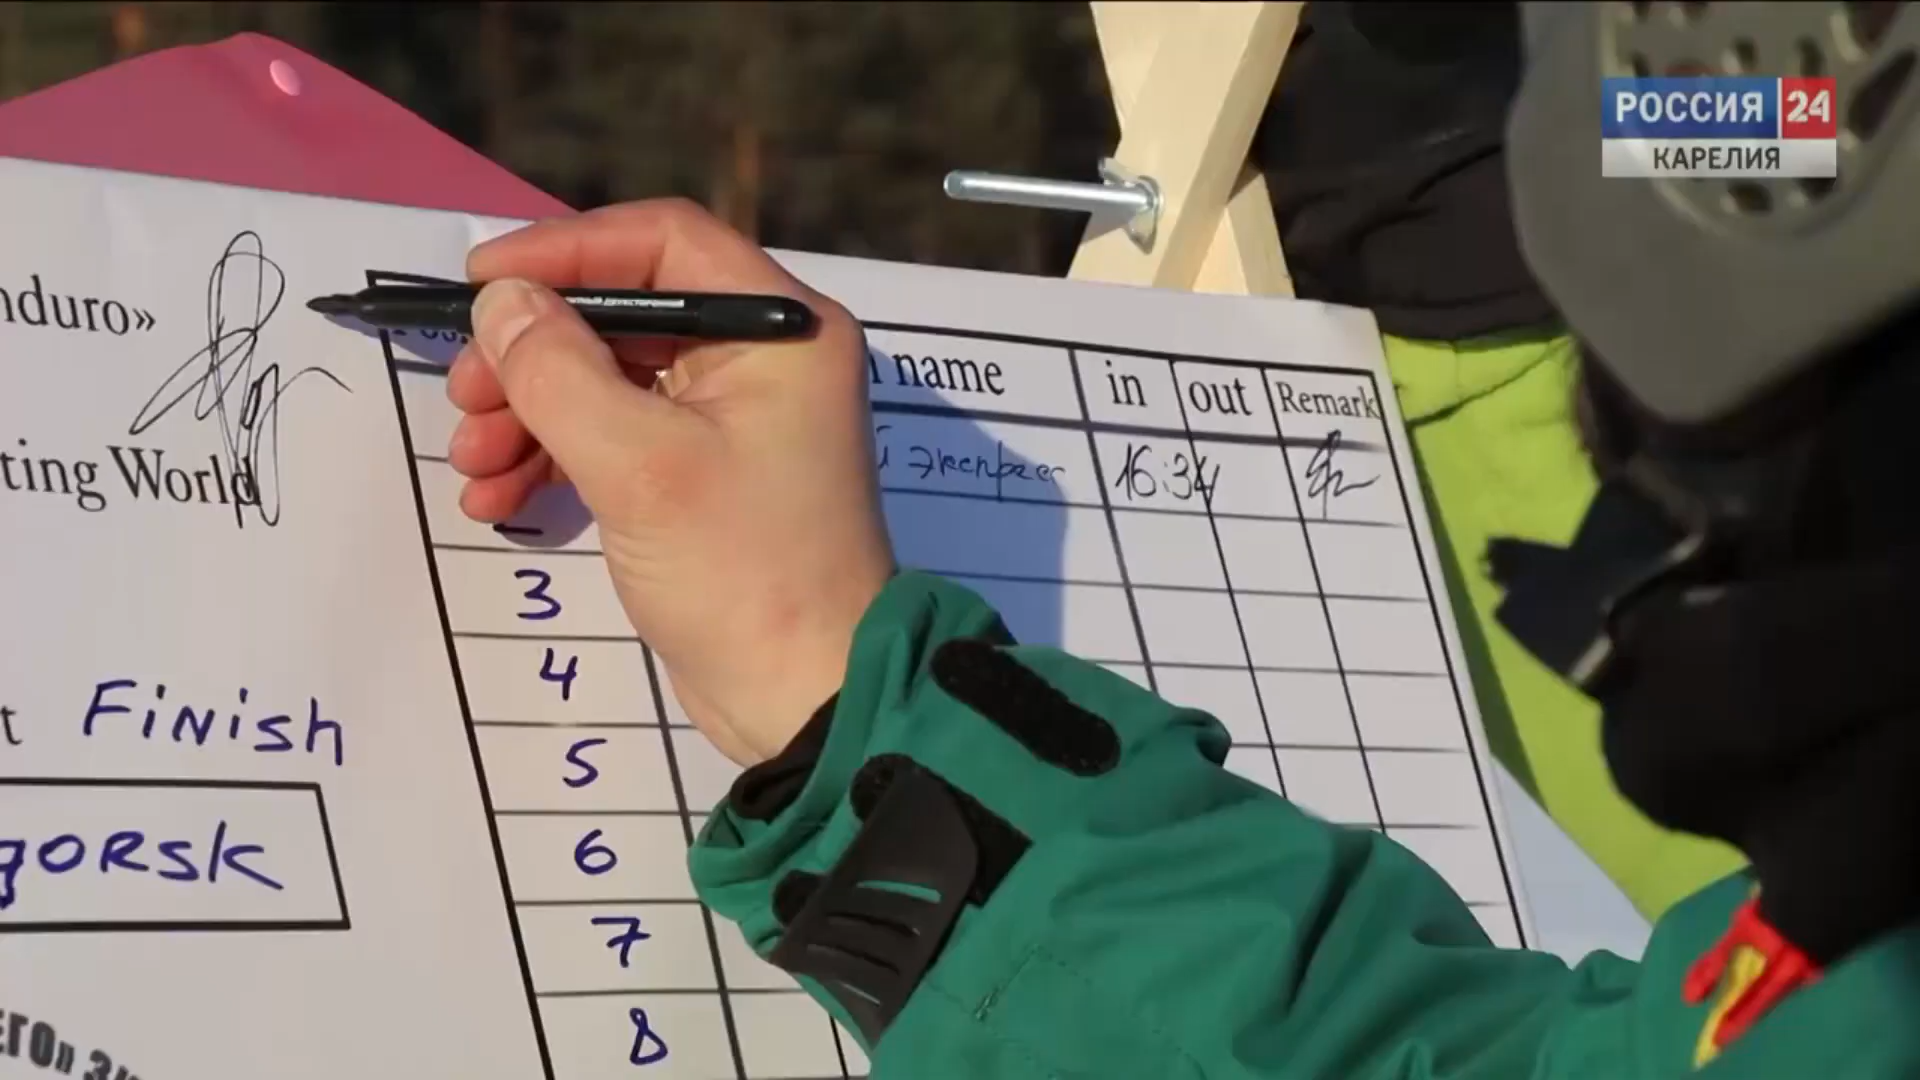 РОССИЯ 24
КАРЕЛИЯ
nduro»
ting World
t Finish
gorsk
name in out Remark
й экспресс 16:34
3
4
5
6
7
8
ЕГО»